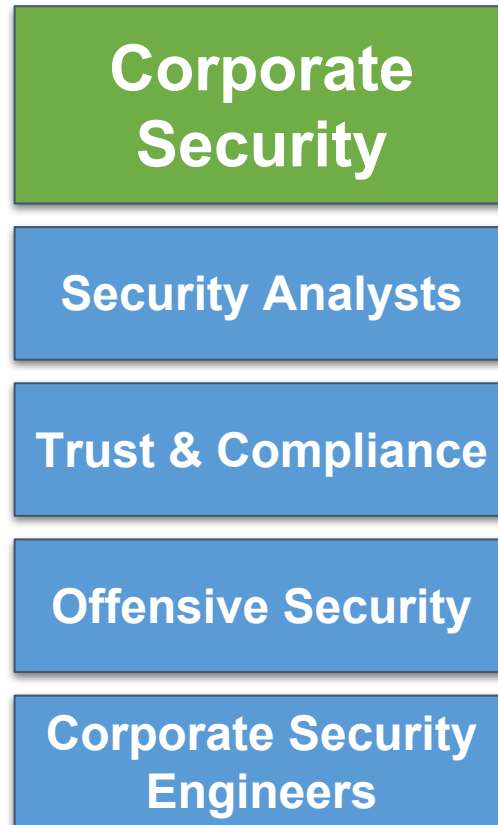 Corporate
Security
Security Analysts
Trust & Compliance
Offensive Security
Corporate Security
Engineers